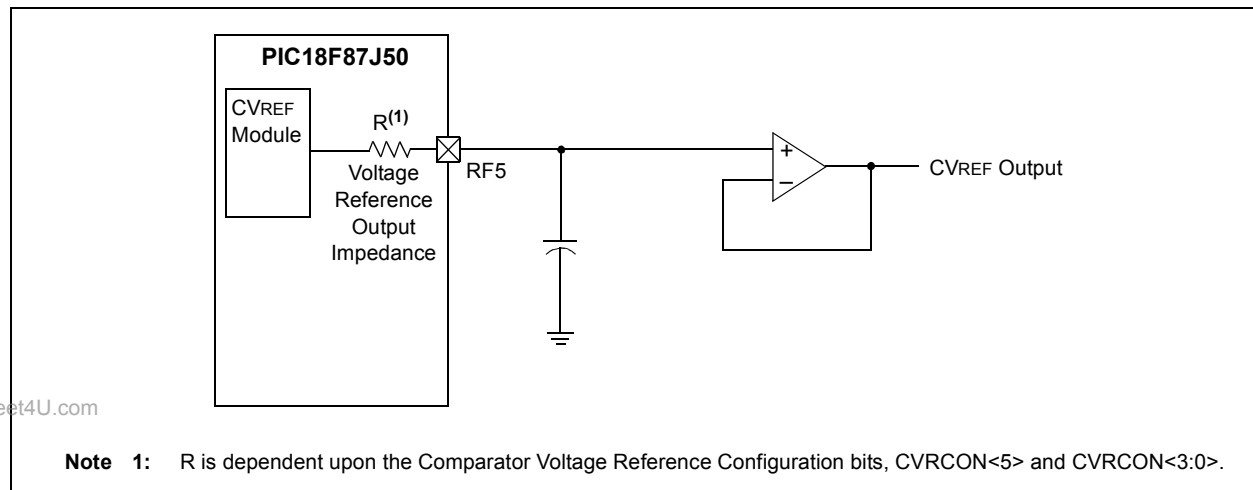 PIC18F87J50
CVREF
Module
R(1)
Voltage
Reference
Output
Impedance
RF5
+
–
CVREF Output
eet4U.com
Note 1: R is dependent upon the Comparator Voltage Reference Configuration bits, CVRCON<5> and CVRCON<3:0>.